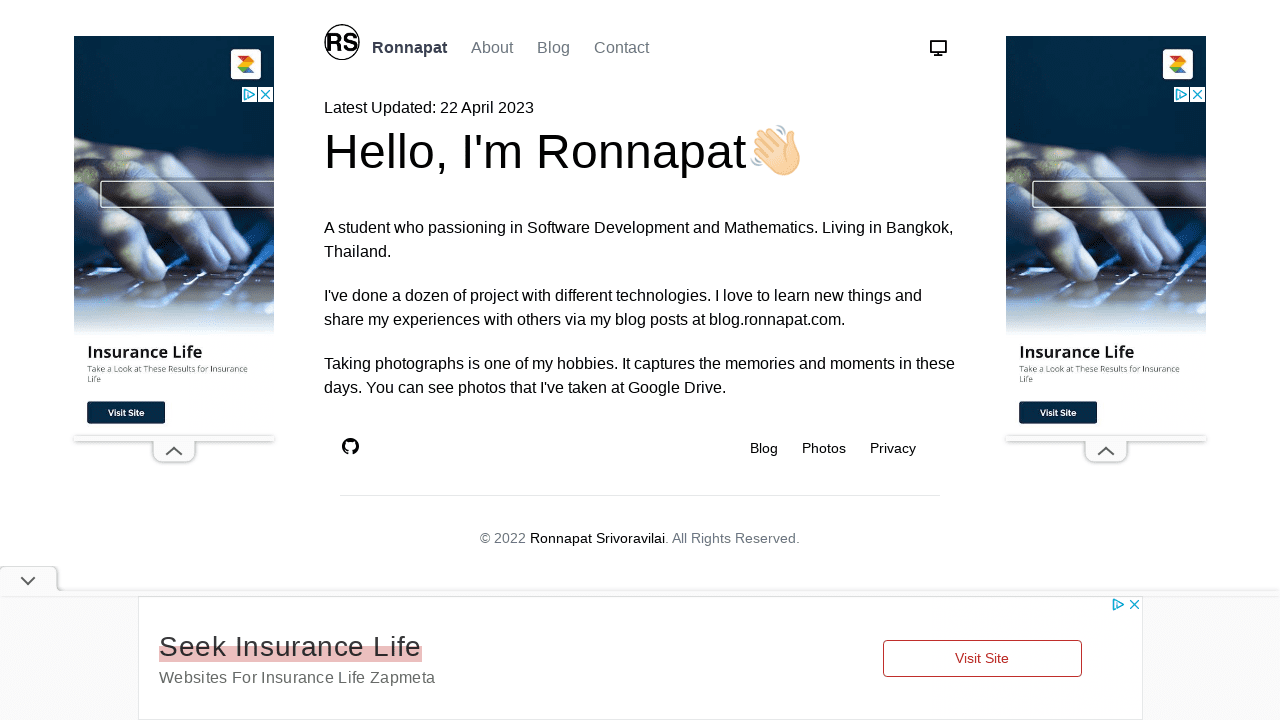 RS
Ronnapat
About
Blog
Contact
Latest Updated: 22 April 2023
Hello, I'm Ronnapat👋🏼
A student who passioning in Software Development and Mathematics. Living in Bangkok,
Thailand.
I've done a dozen of project with different technologies. I love to learn new things and
share my experiences with others via my blog posts at blog.ronnapat.com.
Taking photographs is one of my hobbies. It captures the memories and moments in these
days. You can see photos that I've taken at Google Drive.
Blog
Photos
Privacy
© 2022 Ronnapat Srivoravilai. All Rights Reserved.
Insurance Life
Take a Look at These Results for Insurance
Life
Visit Site
Insurance Life
Take a Look at These Results for Insurance
Life
Visit Site
Seek Insurance Life
Websites For Insurance Life Zapmeta
Visit Site